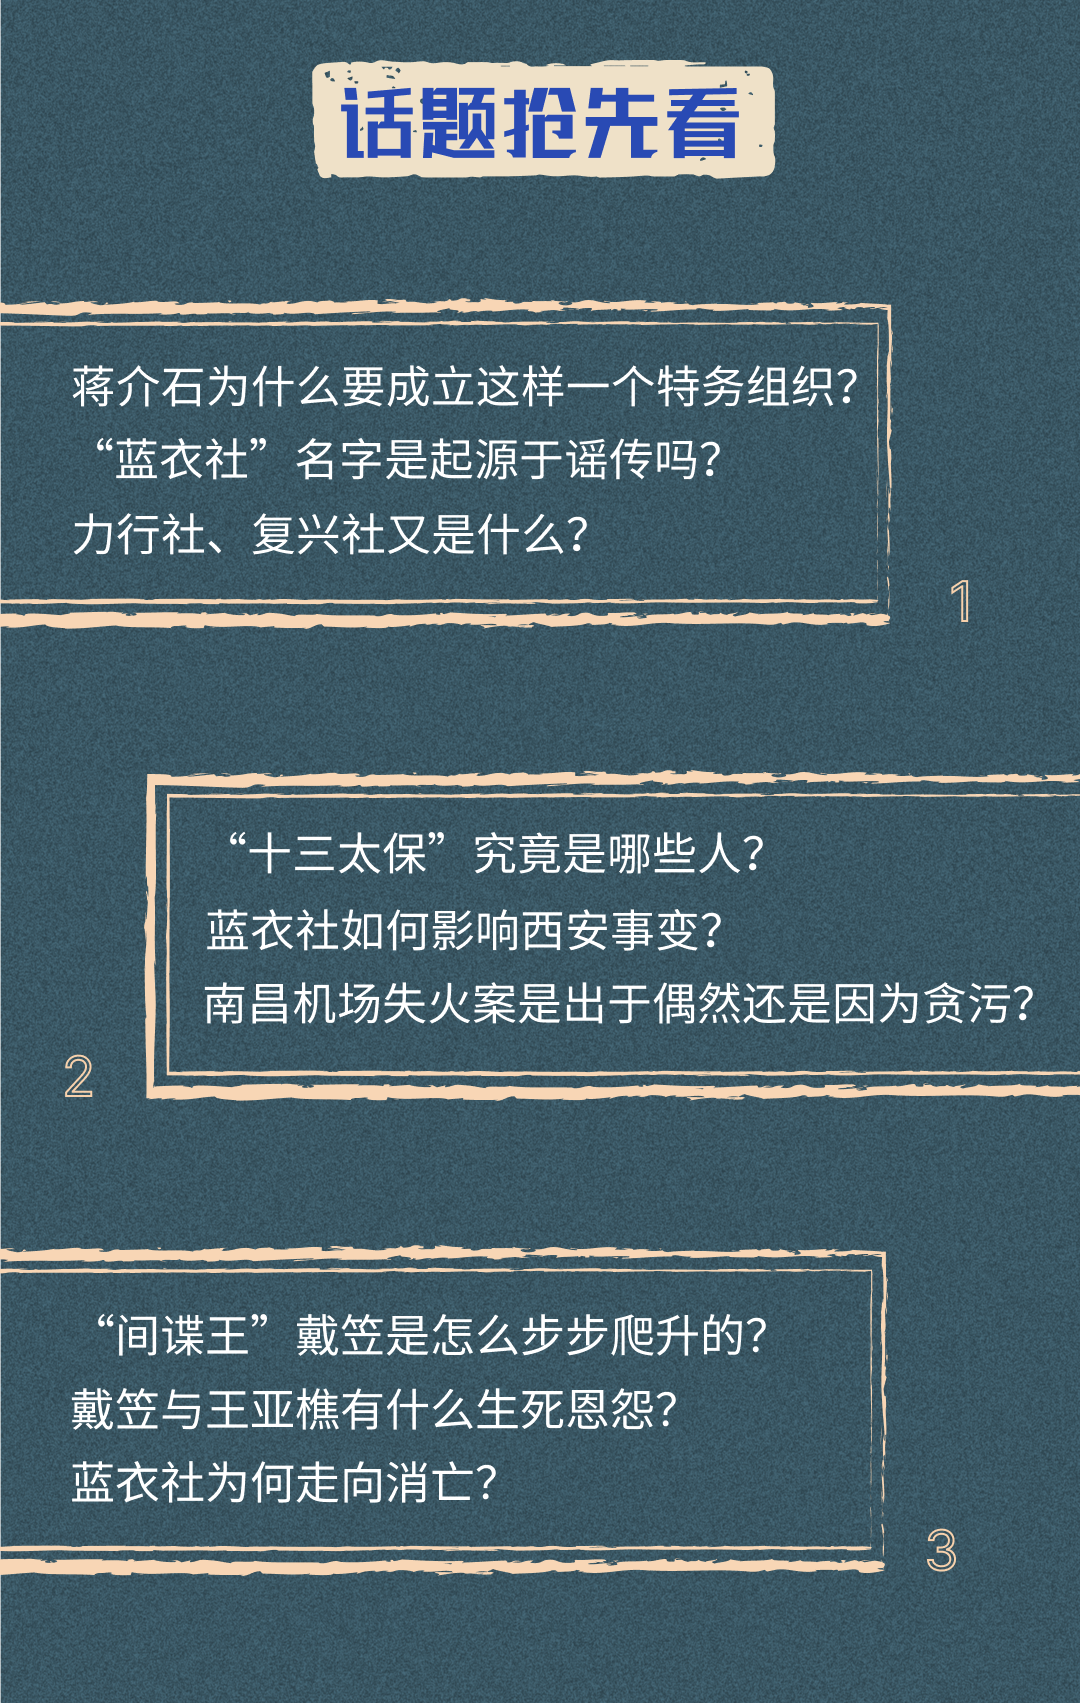 话题抢先看
蒋介石为什么要成立这样一个特务组织？
“蓝衣社”名字是起源于谣传吗？
力行社、复兴社又是什么？
1
“十三太保”究竟是哪些人？
蓝衣社如何影响西安事变？
南昌机场失火案是出于偶然还是因为贪污？
2
“间谍王”戴笠是怎么步步爬升的？
戴笠与王亚樵有什么生死恩怨？
蓝衣社为何走向消亡？
3